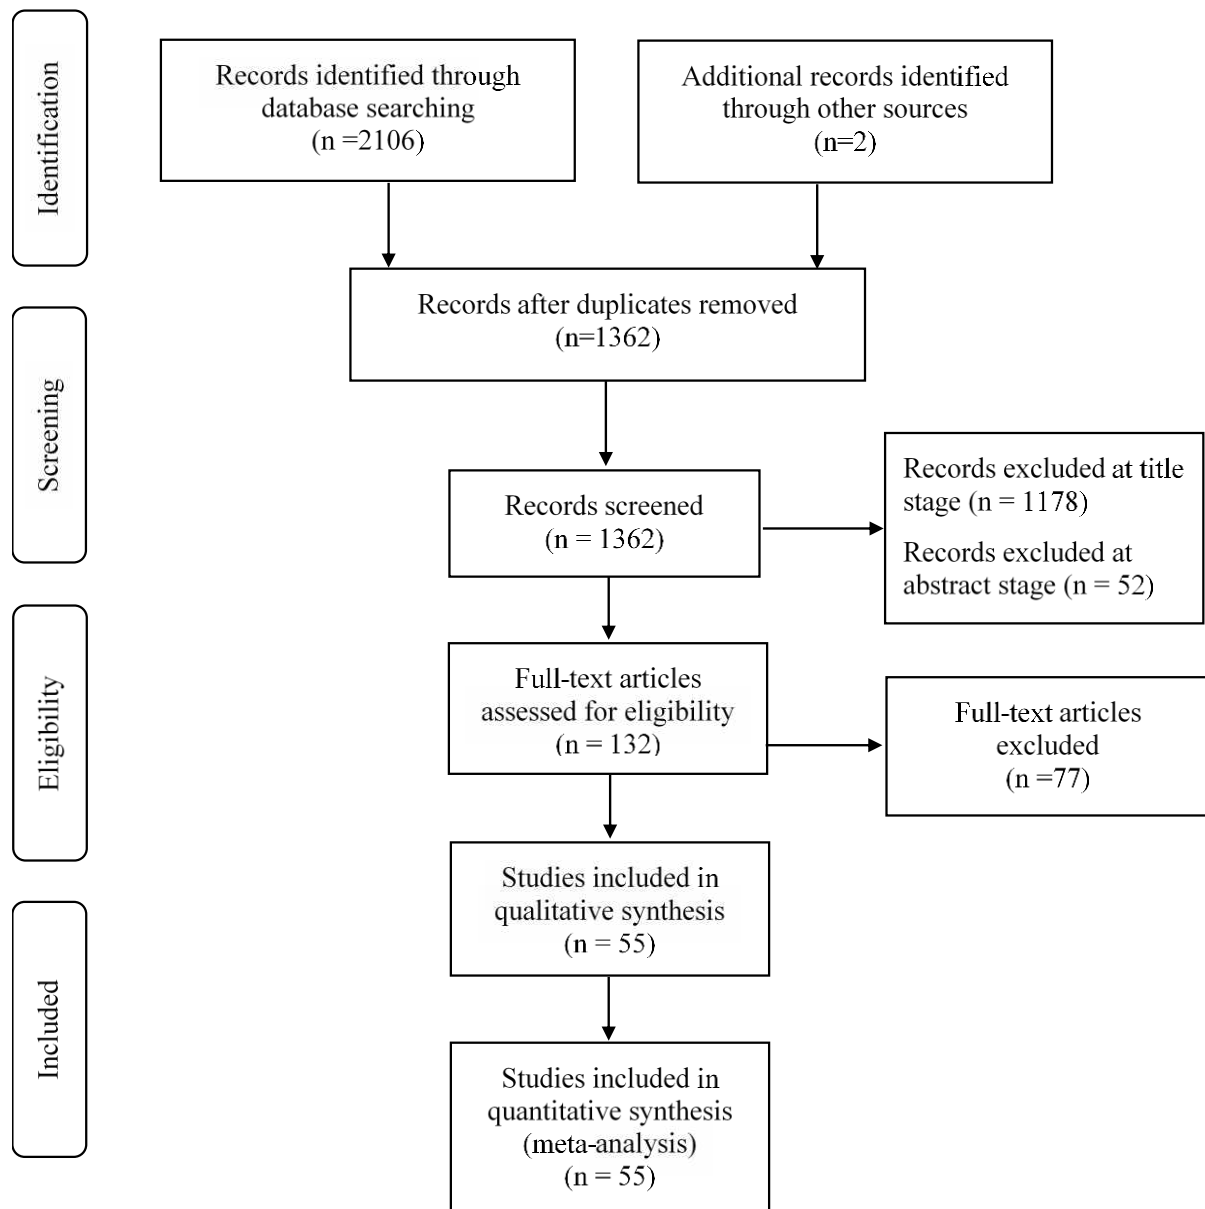 Identification
Records identified through
database searching
(n =2106)
Additional records identified
through other sources
(n=2)
Records after duplicates removed
(n=1362)
Screening
Records screened
(n = 1362)
Records excluded at title
stage (n = 1178)
Records excluded at
abstract stage (n = 52)
Eligibility
Full-text articles
assessed for eligibility
(n = 132)
Full-text articles
excluded
(n =77)
Studies included in
qualitative synthesis
(n = 55)
Included
Studies included in
quantitative synthesis
(meta-analysis)
(n = 55)